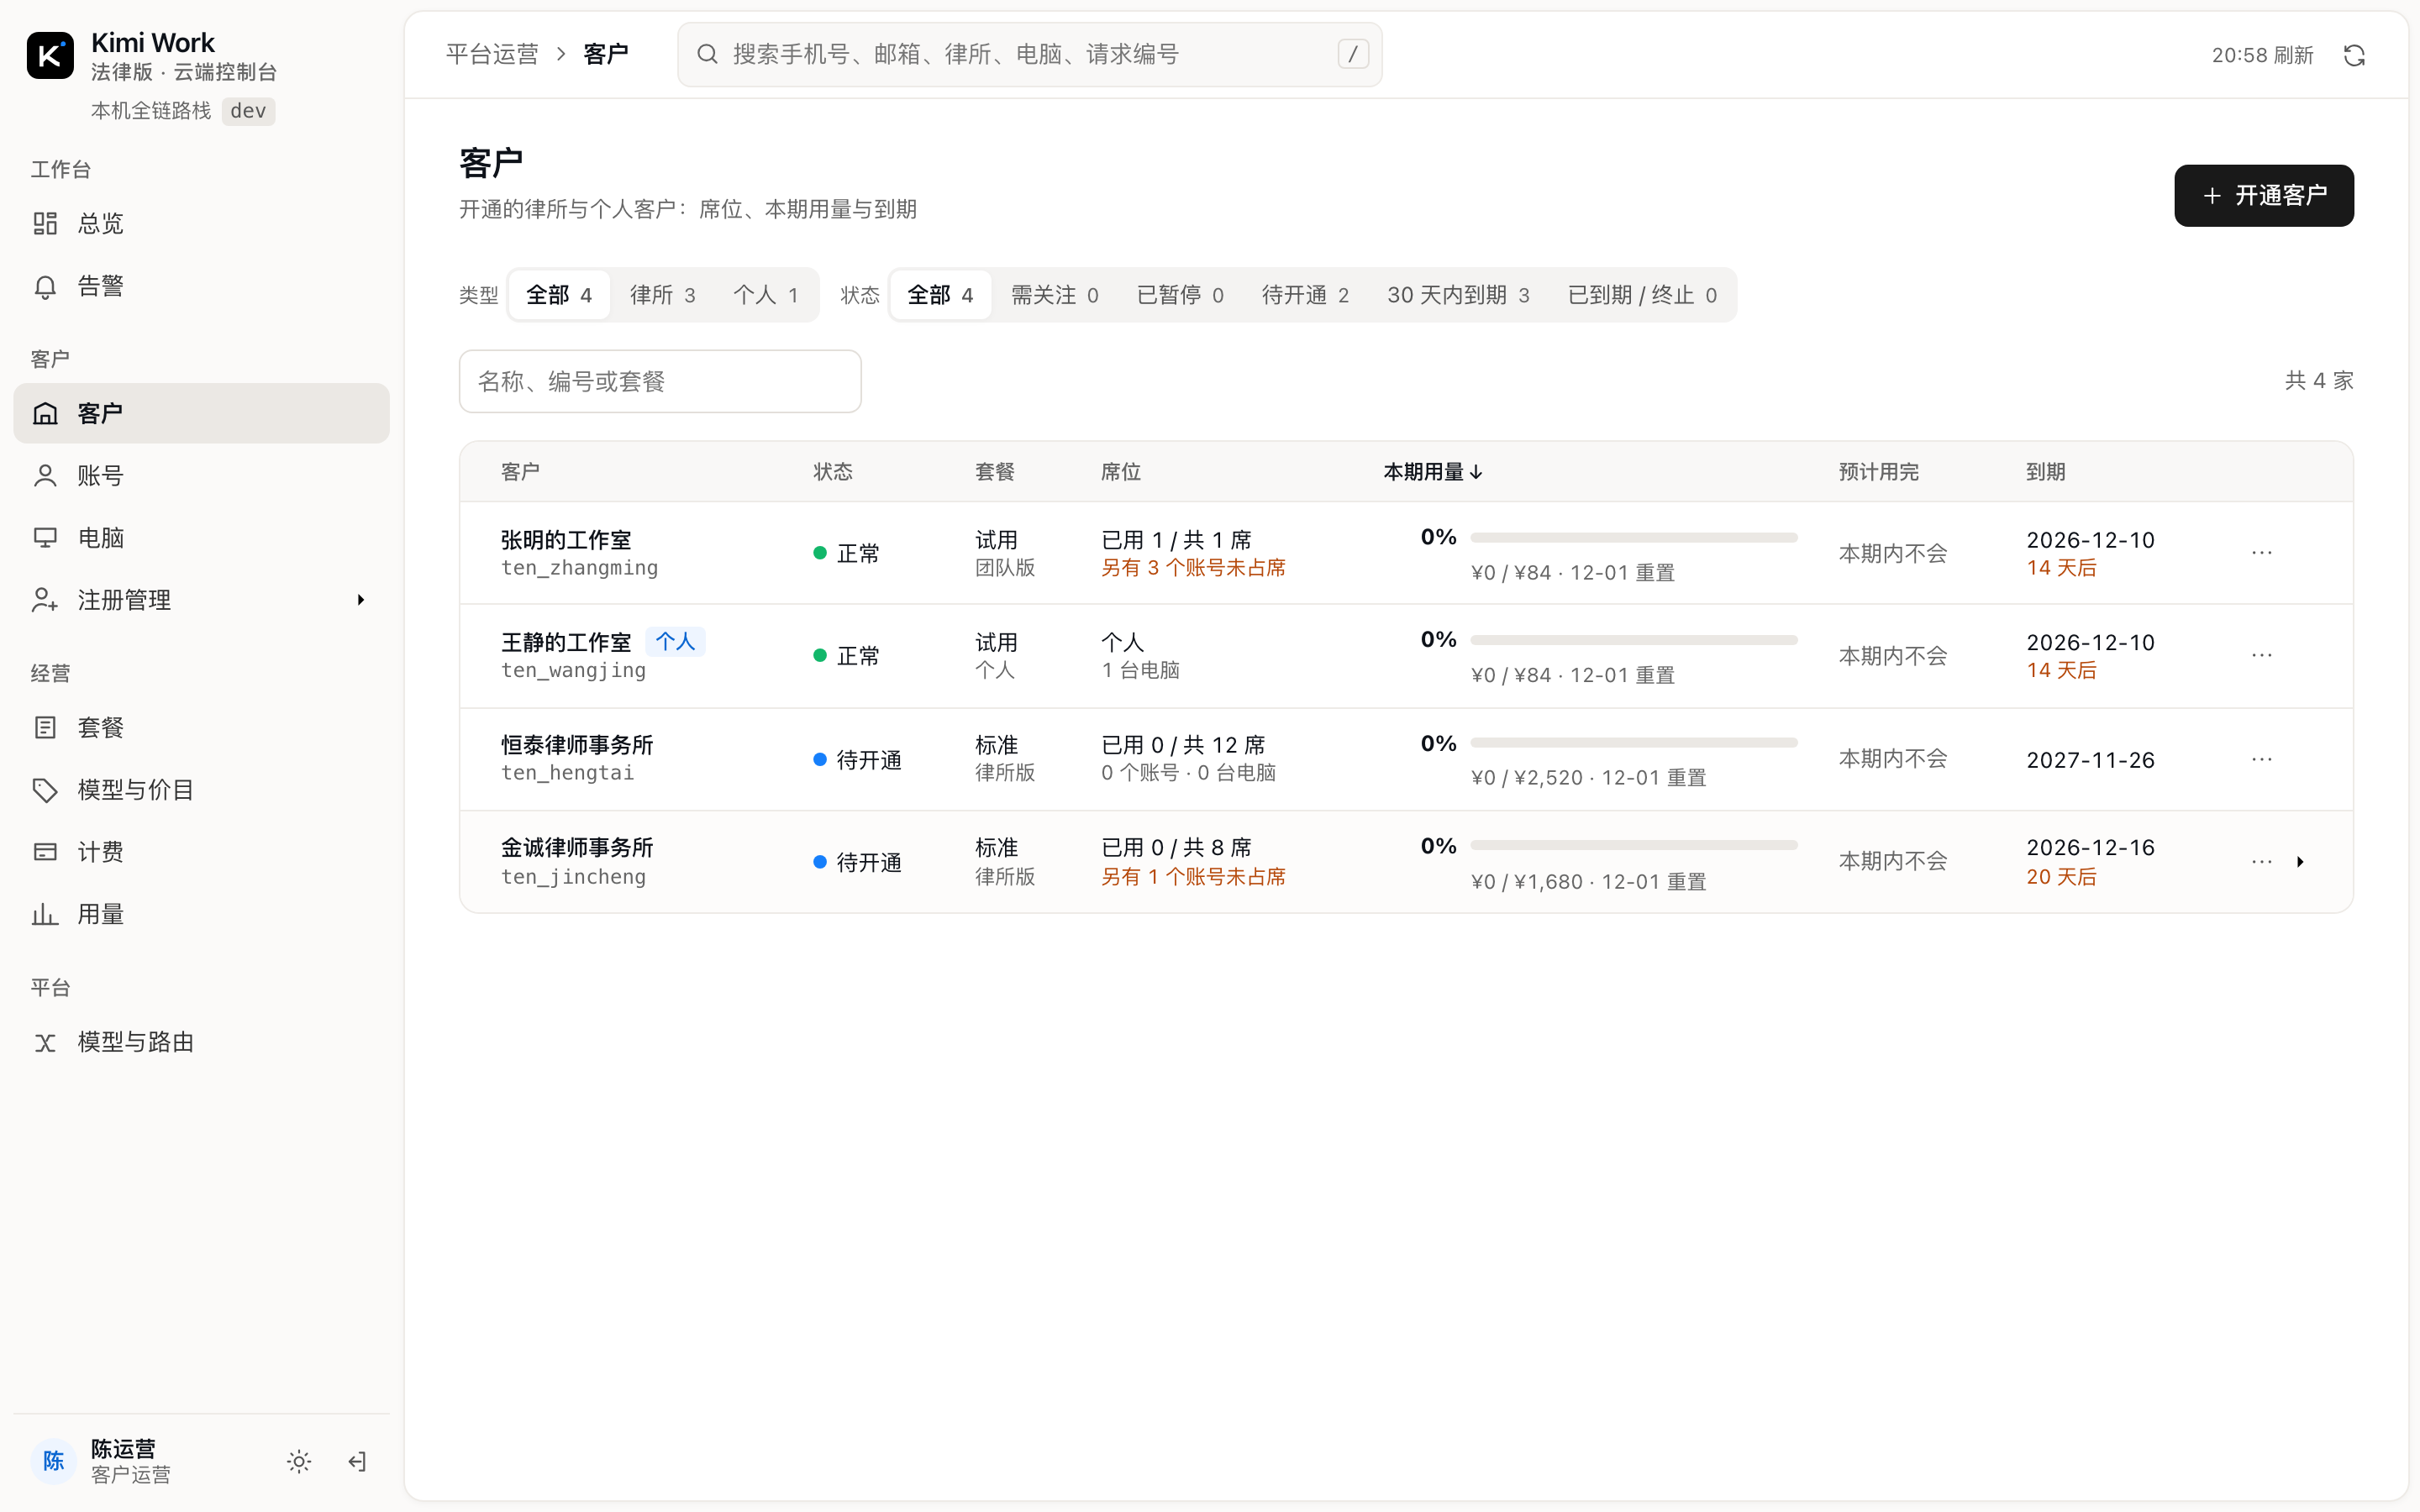 Kimi Work
法律版 · 云端控制台
本机全链路栈 dev
工作台
总览
告警
客户
客户
账号
电脑
注册管理
经营
套餐
模型与价目
计费
用量
平台
模型与路由
陈 陈运营
客户运营
平台运营 > 客户
搜索手机号、邮箱、律所、电脑、请求编号 /
20:58 刷新
客户
开通的律所与个人客户：席位、本期用量与到期
+ 开通客户
类型 全部 4 律所 3 个人 1 状态 全部 4 需关注 0 已暂停 0 待开通 2 30 天内到期 3 已到期 / 终止 0
名称、编号或套餐
共 4 家
客户 状态 套餐 席位 本期用量↓ 预计用完 到期
张明的工作室 正常 试用 已用 1 / 共 1 席 0% 本期内不会 2026-12-10 ···
ten_zhangming 团队版 另有 3 个账号未占席 ¥0 / ¥84 · 12-01 重置 14 天后
王静的工作室 个人 正常 试用 个人 0% 本期内不会 2026-12-10 ···
ten_wangjing 个人 1 台电脑 ¥0 / ¥84 · 12-01 重置 14 天后
恒泰律师事务所 待开通 标准 已用 0 / 共 12 席 0% 本期内不会 2027-11-26 ···
ten_hengtai 律所版 0 个账号 · 0 台电脑 ¥0 / ¥2,520 · 12-01 重置
金诚律师事务所 待开通 标准 已用 0 / 共 8 席 0% 本期内不会 2026-12-16 ···
ten_jincheng 律所版 另有 1 个账号未占席 ¥0 / ¥1,680 · 12-01 重置 20 天后